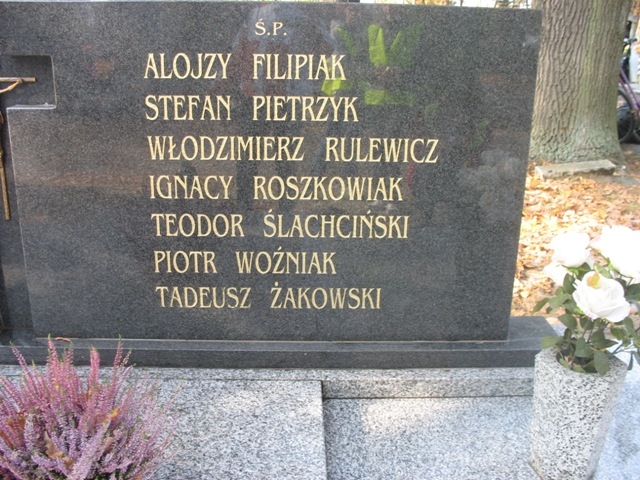 Ś.P.
ALOJZY FILIPIAK
STEFAN PIETRZYK
WŁODZIMIERZ RULEWICZ
IGNACY ROSZKOWIAK
TEODOR ŚLACHCIŃSKI
PIOTR WOŹNIAK
TADEUSZ ŻAKOWSKI